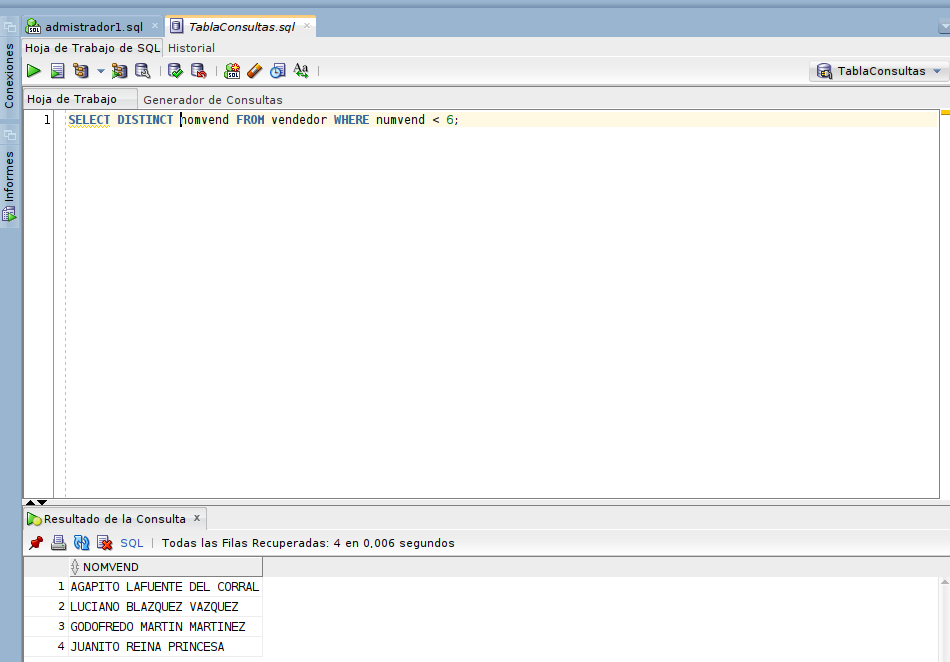 admistrador1.sql × TablaConsultas.sql ×
Hoja de Trabajo de SQL Historial
TablaConsultas
Hoja de Trabajo Generador de Consultas
1 SELECT DISTINCT nomvend FROM vendedor WHERE numvend < 6;
Conexiones
Informes
Resultado de la Consulta x
SQL | Todas las Filas Recuperadas: 4 en 0,006 segundos
NOMVEND
1 AGAPITO LAFUENTE DEL CORRAL
2 LUCIANO BLAZQUEZ VAZQUEZ
3 GODOFREDO MARTIN MARTINEZ
4 JUANITO REINA PRINCESA